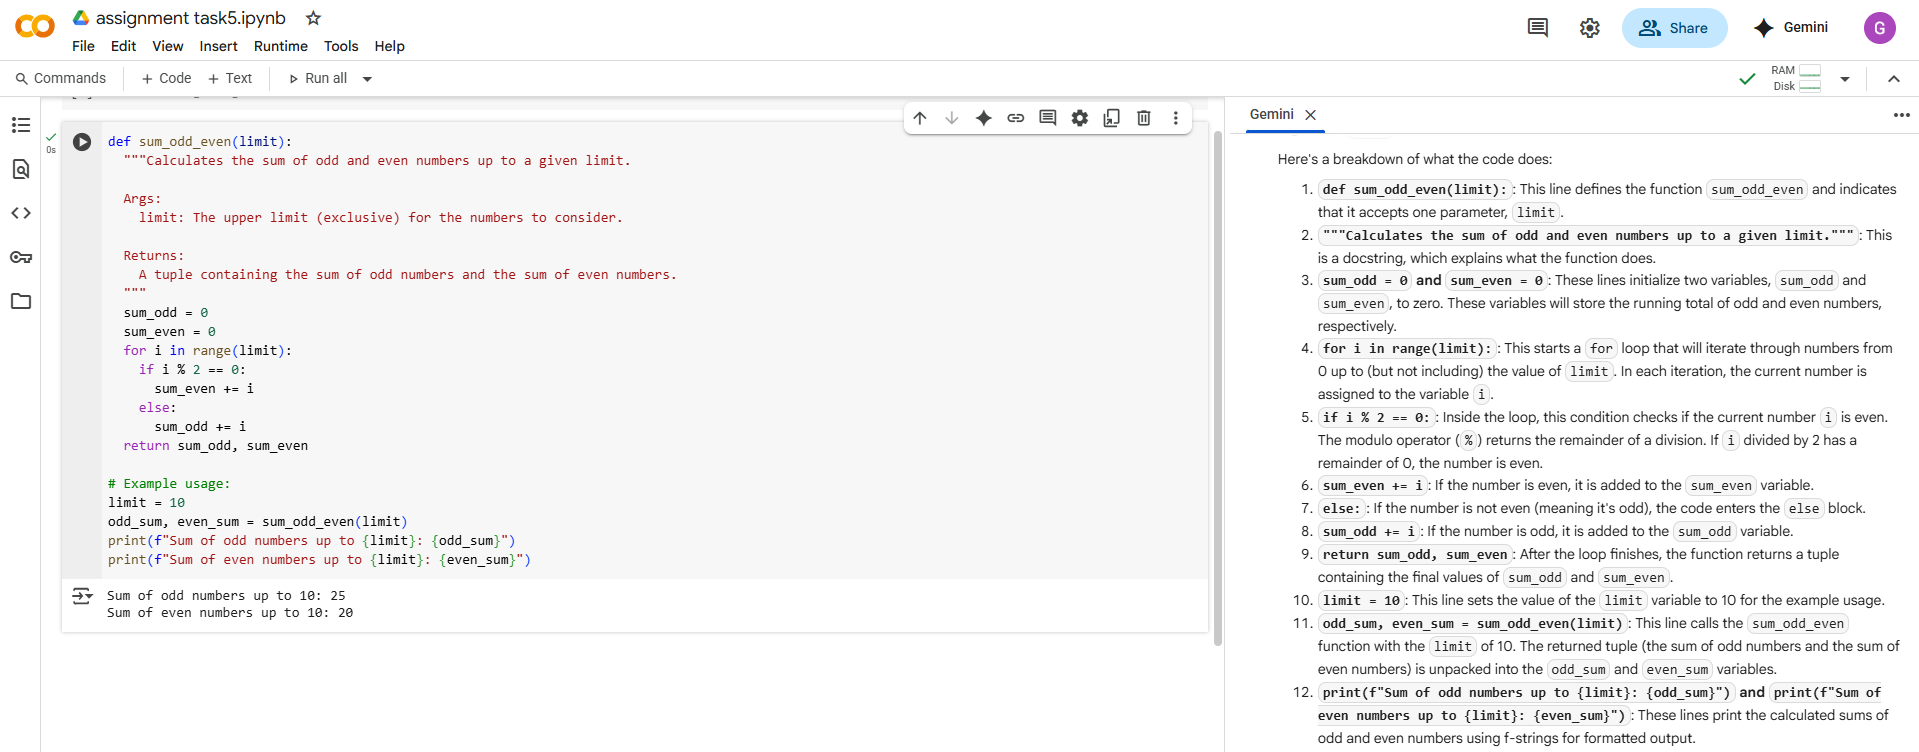 assignment task5.ipynb
File Edit View Insert Runtime Tools Help
Share
Gemini
G
Commands
+ Code + Text
Run all
RAM
Disk
0s
def sum_odd_even(limit):
"""Calculates the sum of odd and even numbers up to a given limit.
Args:
limit: The upper limit (exclusive) for the numbers to consider.
Returns:
A tuple containing the sum of odd numbers and the sum of even numbers.
"""
sum_odd = 0
sum_even = 0
for i in range(limit):
if i % 2 == 0:
sum_even += i
else:
sum_odd += i
return sum_odd, sum_even
# Example usage:
limit = 10
odd_sum, even_sum = sum_odd_even(limit)
print(f"Sum of odd numbers up to {limit}: {odd_sum}")
print(f"Sum of even numbers up to {limit}: {even_sum}")
Sum of odd numbers up to 10: 25
Sum of even numbers up to 10: 20
Gemini
Here's a breakdown of what the code does:
1. def sum_odd_even(limit): : This line defines the function sum_odd_even and indicates
that it accepts one parameter, limit .
2. """Calculates the sum of odd and even numbers up to a given limit.""" : This
is a docstring, which explains what the function does.
3. sum_odd = 0 and sum_even = 0 : These lines initialize two variables, sum_odd and
sum_even , to zero. These variables will store the running total of odd and even numbers,
respectively.
4. for i in range(limit): : This starts a for loop that will iterate through numbers from
0 up to (but not including) the value of limit . In each iteration, the current number is
assigned to the variable i .
5. if i % 2 == 0: : Inside the loop, this condition checks if the current number i is even.
The modulo operator ( % ) returns the remainder of a division. If i divided by 2 has a
remainder of 0, the number is even.
6. sum_even += i : If the number is even, it is added to the sum_even variable.
7. else: : If the number is not even (meaning it's odd), the code enters the else block.
8. sum_odd += i : If the number is odd, it is added to the sum_odd variable.
9. return sum_odd, sum_even : After the loop finishes, the function returns a tuple
containing the final values of sum_odd and sum_even .
10. limit = 10 : This line sets the value of the limit variable to 10 for the example usage.
11. odd_sum, even_sum = sum_odd_even(limit) : This line calls the sum_odd_even
function with the limit of 10. The returned tuple (the sum of odd numbers and the sum of
even numbers) is unpacked into the odd_sum and even_sum variables.
12. print(f"Sum of odd numbers up to {limit}: {odd_sum}") and print(f"Sum of
even numbers up to {limit}: {even_sum}") : These lines print the calculated sums of
odd and even numbers using f-strings for formatted output.